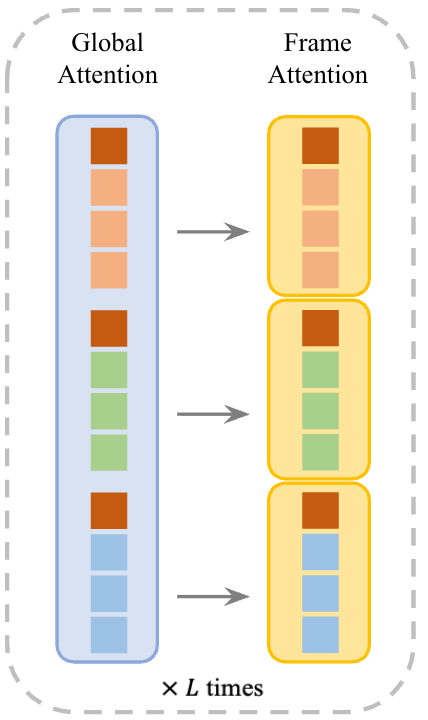 Global
Attention
Frame
Attention
× L times